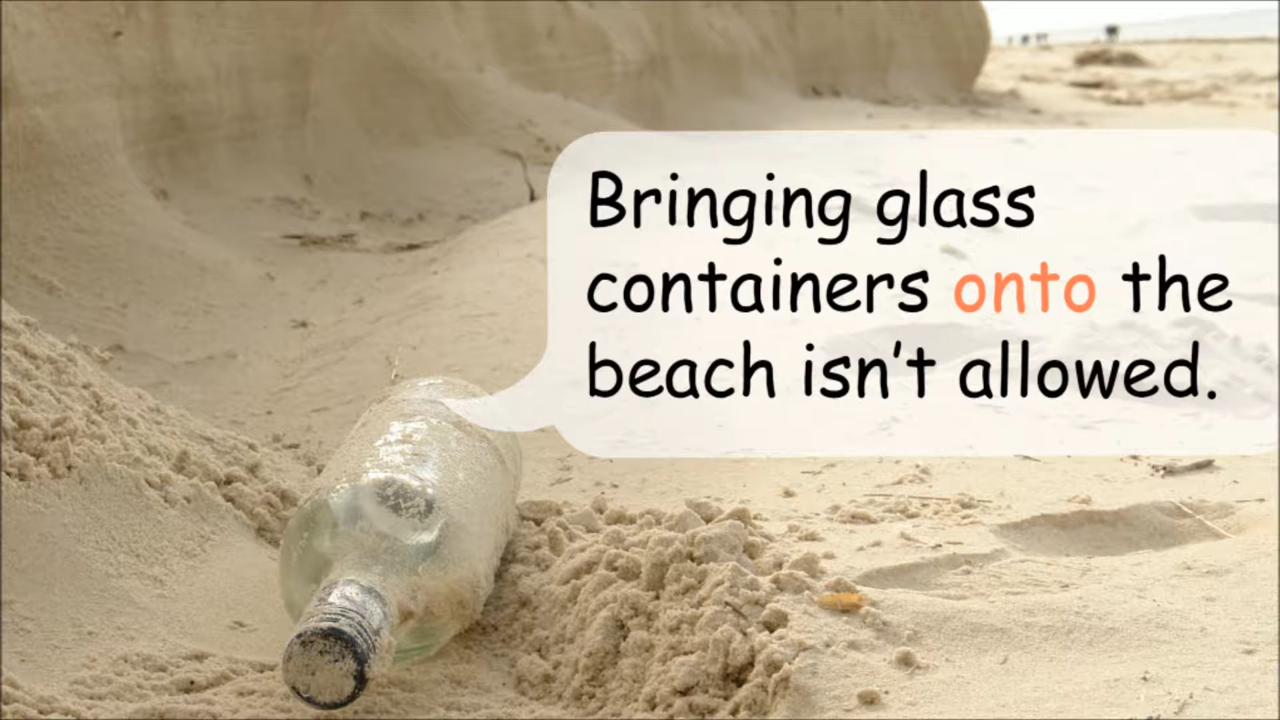 Bringing glass
containers onto the
beach isn’t allowed.